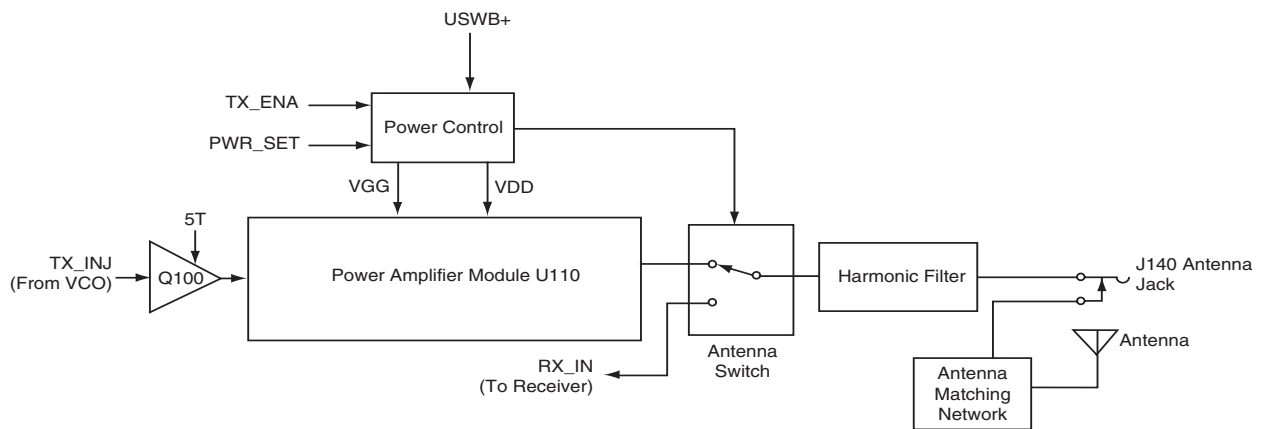 USWB+
TX_ENA
Power Control
PWR_SET
VGG
VDD
5T
TX_INJ
(From VCO)
Q100
Power Amplifier Module U110
Harmonic Filter
J140 Antenna
Jack
Antenna
RX_IN
(To Receiver)
Antenna
Switch
Antenna
Matching
Network